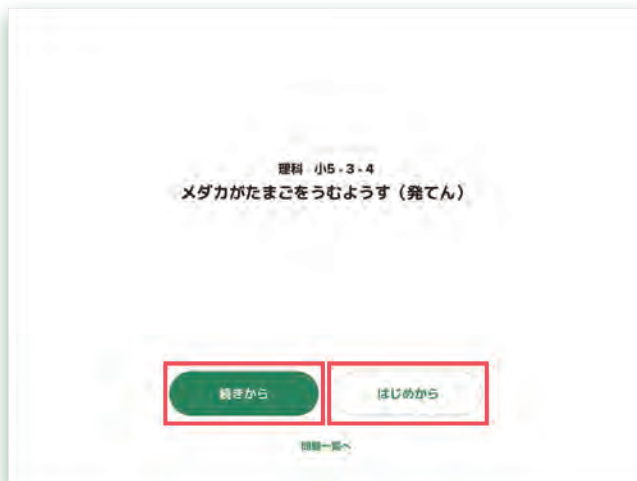 理科 小5-3-4
メダカがたまごをうむようす（発てん）
続きから
はじめから
問題一覧へ